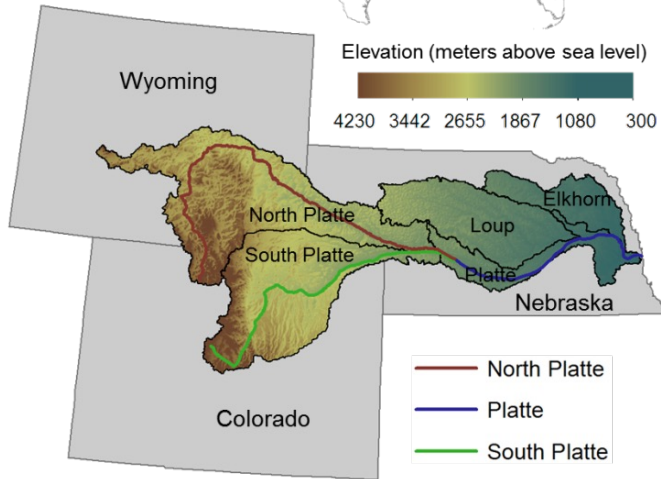 Elevation (meters above sea level)
4230 3442 2655 1867 1080 300
Wyoming
North Platte
South Platte
Loup
Elkhorn
Platte
Nebraska
Colorado
North Platte
Platte
South Platte